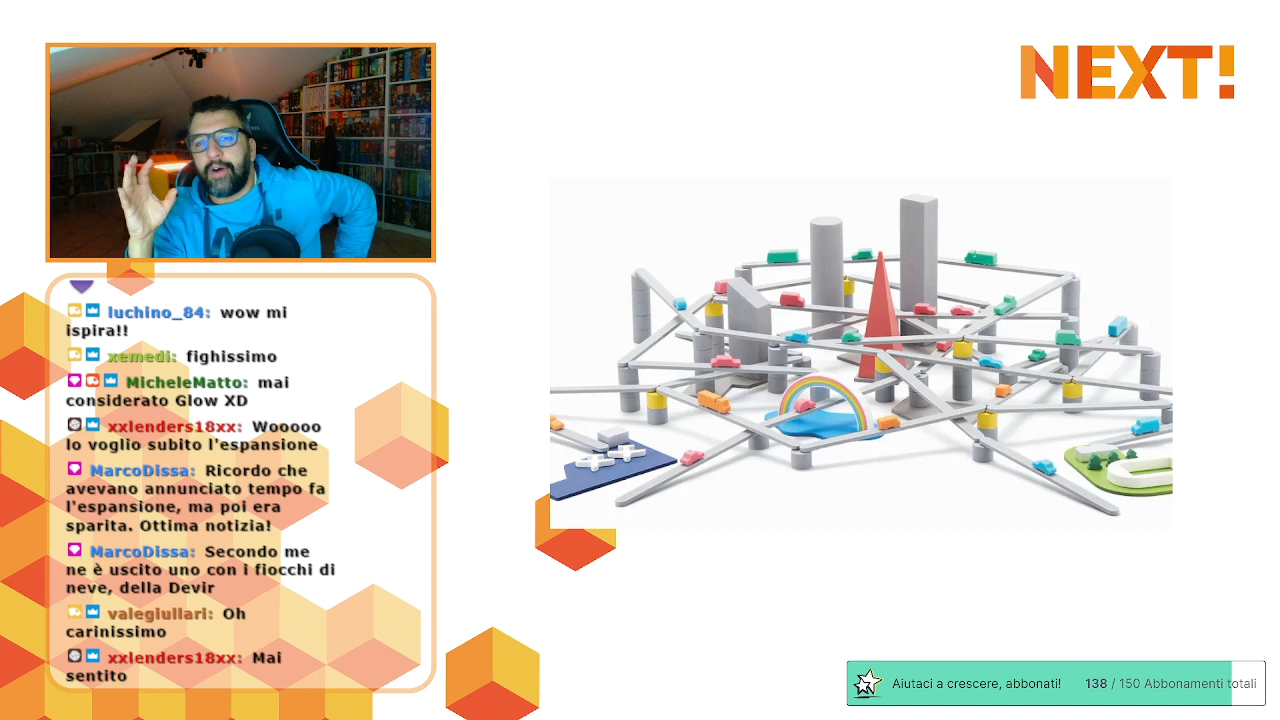 NEXT!
luchino_84: wow mi
ispira!!
xemedi: fighissimo
MicheleMatto: mai
considerato Glow XD
xxlenders18xx: Wooooo
lo voglio subito l'espansione
MarcoDissa: Ricordo che
avevano annunciato tempo fa
l'espansione, ma poi era
sparita. Ottima notizia!
MarcoDissa: Secondo me
ne è uscito uno con i fiocchi di
neve, della Devir
valegiullari: Oh
carinissimo
xxlenders18xx: Mai
sentito
Aiutaci a crescere, abbonati! 138 / 150 Abbonamenti totali